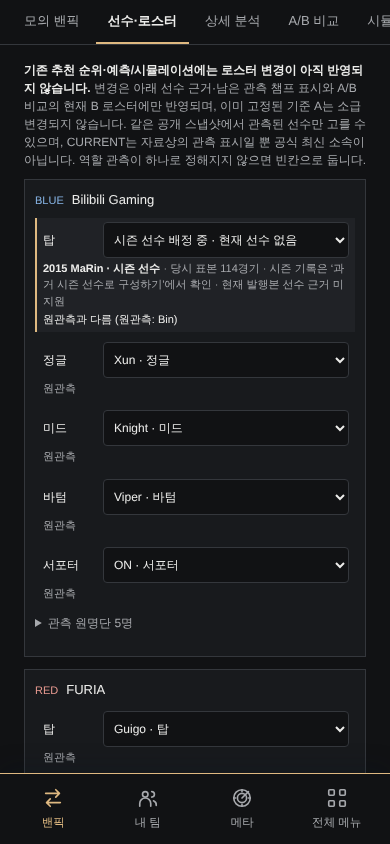 모의 밴픽 선수·로스터 상세 분석 A/B 비교
기존 추천 순위·예측/시뮬레이션에는 로스터 변경이 아직 반영되
지 않습니다. 변경은 아래 선수 근거·남은 관측 챔프 표시와 A/B
비교의 현재 B 로스터에만 반영되며, 이미 고정된 기준 A는 소급
변경되지 않습니다. 같은 공개 스냅샷에서 관측된 선수만 고를 수
있으며, CURRENT는 자료상의 관측 표시일 뿐 공식 최신 소속이
아닙니다. 역할 관측이 하나로 정해지지 않으면 빈칸으로 둡니다.
BLUE Bilibili Gaming
탑 시즌 선수 배정 중 · 현재 선수 없음
2015 MaRin · 시즌 선수 · 당시 표본 114경기 · 시즌 기록은 '과
거 시즌 선수로 구성하기'에서 확인 · 현재 발행본 선수 근거 미
지원
원관측과 다름 (원관측: Bin)
정글 Xun · 정글
원관측
미드 Knight · 미드
원관측
바텀 Viper · 바텀
원관측
서포터 ON · 서포터
원관측
▶ 관측 원명단 5명
RED FURIA
탑 Guigo · 탑
원관측
밴픽 내 팀 메타 전체 메뉴